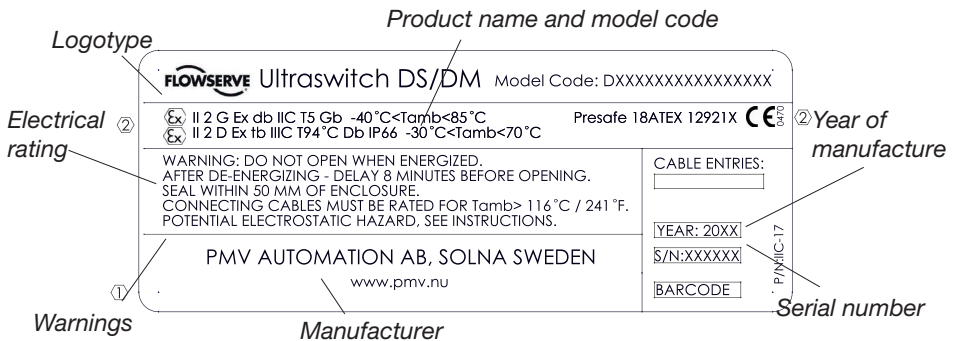 Product name and model code
Logotype
FLOWSERVE Ultraswitch DS/DM Model Code: DXXXXXXXXXXXXXXXX
Electrical rating
2
Ex II 2 G Ex db IIC T5 Gb -40°C<Tamb<85°C Presafe 18ATEX 12921X CE 0470
Ex II 2 D Ex tb IIIC T94°C Db IP66 -30°C<Tamb<70°C
2
Year of
manufacture
WARNING: DO NOT OPEN WHEN ENERGIZED.
AFTER DE-ENERGIZING - DELAY 8 MINUTES BEFORE OPENING.
SEAL WITHIN 50 MM OF ENCLOSURE.
CONNECTING CABLES MUST BE RATED FOR Tamb> 116°C / 241°F.
POTENTIAL ELECTROSTATIC HAZARD, SEE INSTRUCTIONS.
CABLE ENTRIES:
YEAR: 20XX
S/N:XXXXXX
BARCODE
P/N:IIC-17
PMV AUTOMATION AB, SOLNA SWEDEN
www.pmv.nu
1
Warnings
Manufacturer
Serial number